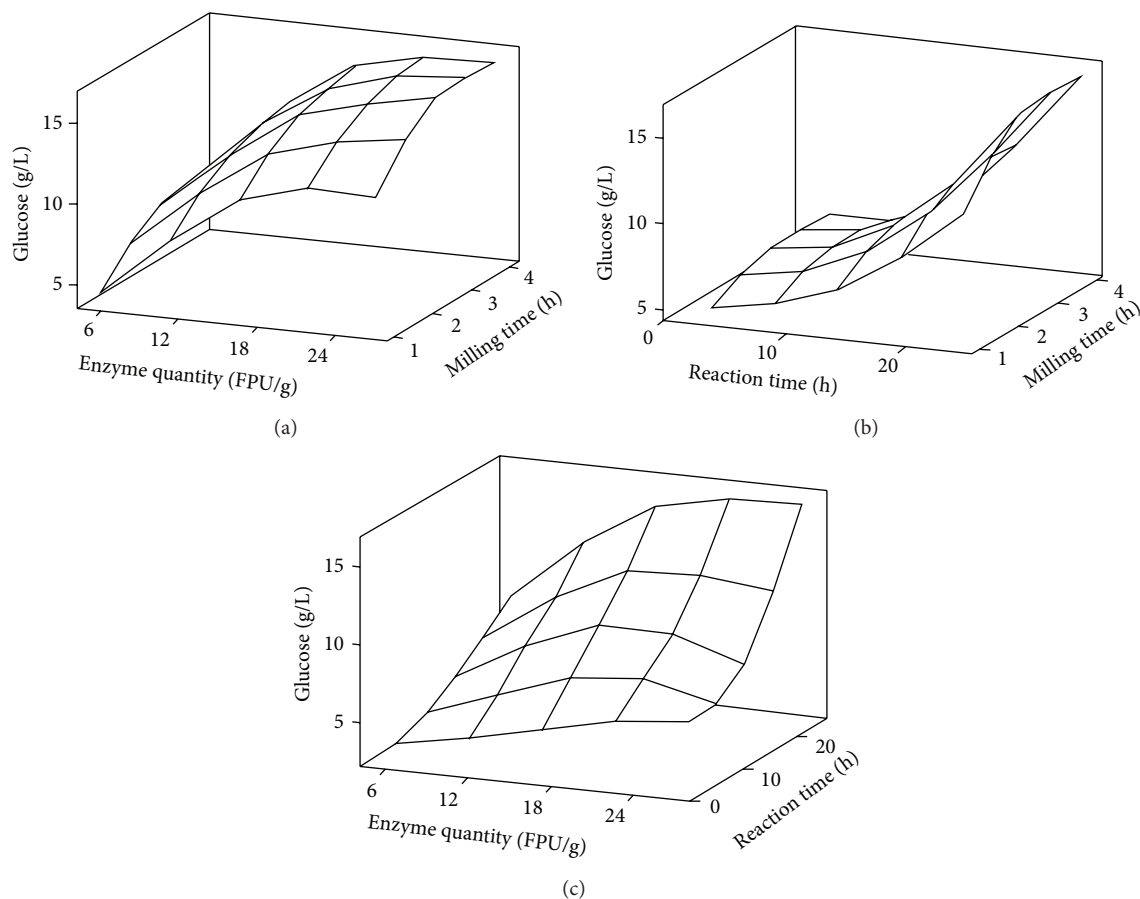 15
10
5
Glucose (g/L)
6
12
18
24
Enzyme quantity (FPU/g)
1
2
3
4
Milling time (h)
(a)
15
10
5
Glucose (g/L)
0
10
20
Reaction time (h)
1
2
3
4
Milling time (h)
(b)
15
10
5
Glucose (g/L)
6
12
18
24
Enzyme quantity (FPU/g)
0
10
20
Reaction time (h)
(c)